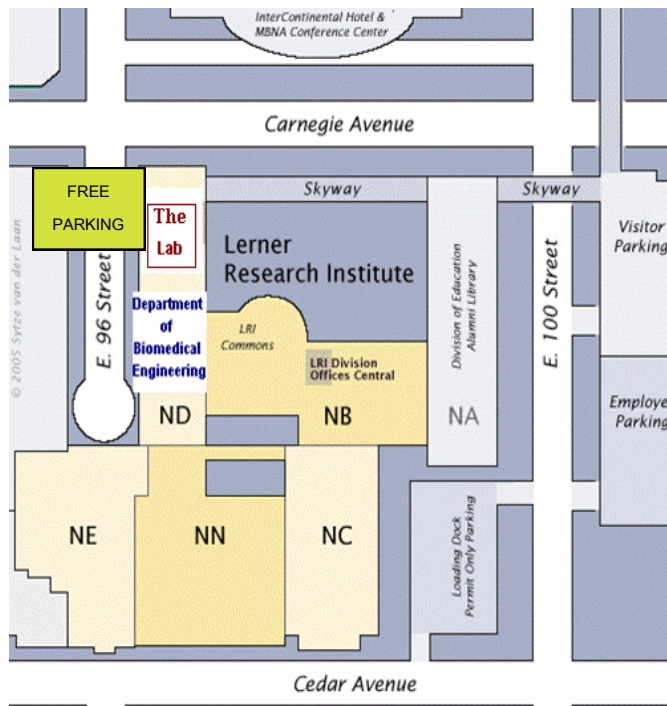 InterContinental Hotel &
MBNA Conference Center
Carnegie Avenue
FREE
PARKING
The
Lab
Skyway
Skyway
Visitor
Parking
Lerner
Research Institute
E. 96 Street
© 2005 Sytze van der Laan
Department
of
Biomedical
Engineering
LRI
Commons
LRI Division
Offices Central
Division of Education
Alumni Library
E. 100 Street
Employe
Parking
ND
NB
NA
NE
NN
NC
Loading Dock
Permit Only Parking
Cedar Avenue